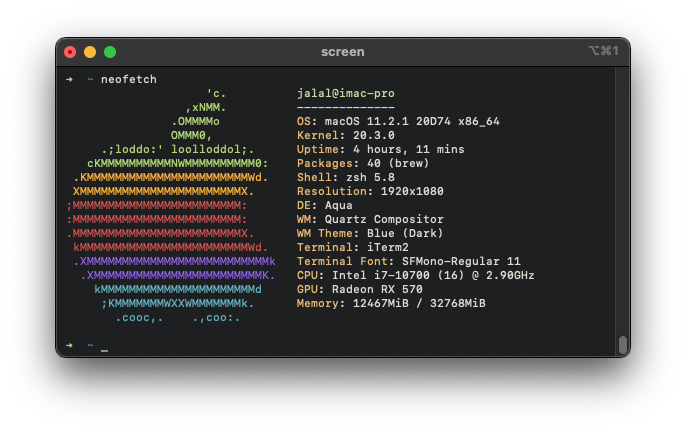 screen
⌥⌘1
➜  ~ neofetch
                    'c.          jalal@imac-pro
                 ,xNMM.          --------------
               .OMMMMo           OS: macOS 11.2.1 20D74 x86_64
               OMMM0,            Kernel: 20.3.0
     .;loddo:' loolloddol;.      Uptime: 4 hours, 11 mins
   cKMMMMMMMMMMNWMMMMMMMMMM0:    Packages: 40 (brew)
 .KMMMMMMMMMMMMMMMMMMMMMMMWd.    Shell: zsh 5.8
 XMMMMMMMMMMMMMMMMMMMMMMMX.      Resolution: 1920x1080
;MMMMMMMMMMMMMMMMMMMMMMMM:       DE: Aqua
:MMMMMMMMMMMMMMMMMMMMMMMM:       WM: Quartz Compositor
.MMMMMMMMMMMMMMMMMMMMMMMMX.      WM Theme: Blue (Dark)
 kMMMMMMMMMMMMMMMMMMMMMMMMWd.    Terminal: iTerm2
 .XMMMMMMMMMMMMMMMMMMMMMMMMMMk   Terminal Font: SFMono-Regular 11
  .XMMMMMMMMMMMMMMMMMMMMMMMMK.   CPU: Intel i7-10700 (16) @ 2.90GHz
    kMMMMMMMMMMMMMMMMMMMMMMd     GPU: Radeon RX 570
     ;KMMMMMMMWXXWMMMMMMMk.      Memory: 12467MiB / 32768MiB
       .cooc,.    .,coo:.
➜  ~ _